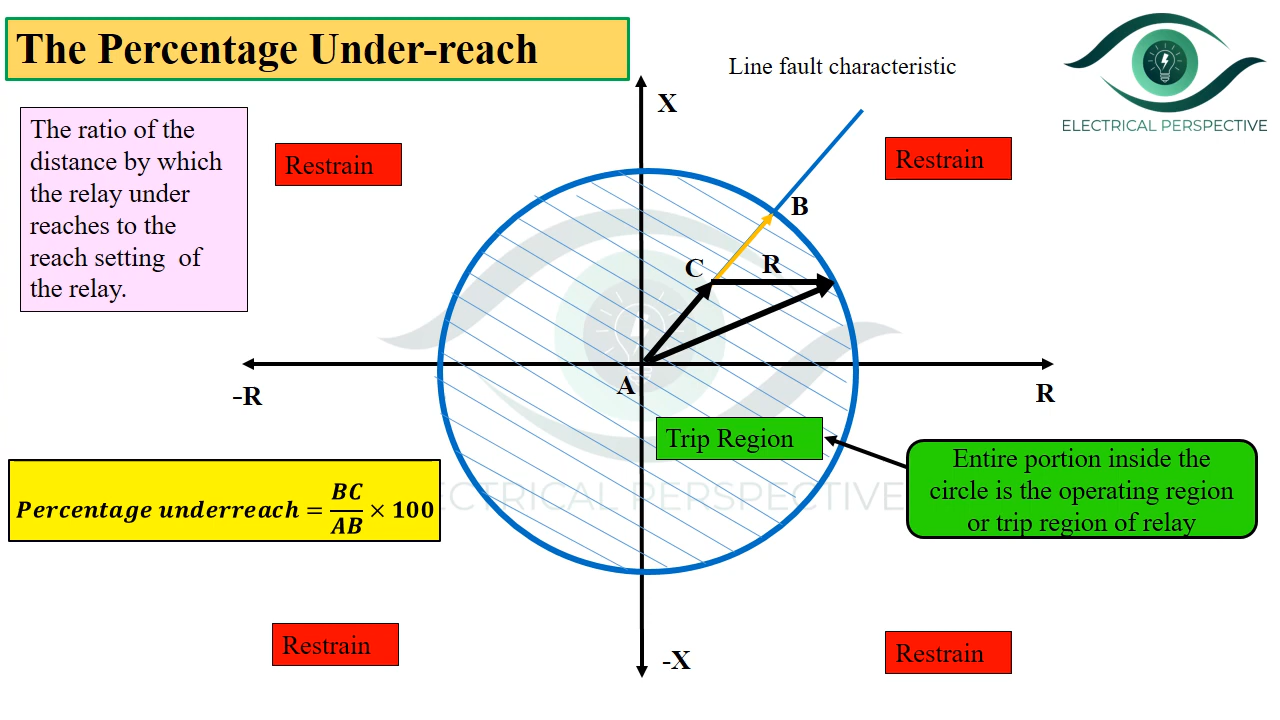 The Percentage Under-reach
Line fault characteristic
ELECTRICAL PERSPECTIVE
X
The ratio of the
distance by which
the relay under
reaches to the
reach setting  of
the relay.
Restrain
Restrain
B
C
R
A
-R
R
Trip Region
Entire portion inside the
circle is the operating region
or trip region of relay
Percentage underreach = BC/AB × 100
ELECTRICAL PERSPECTIVE
Restrain
Restrain
-X